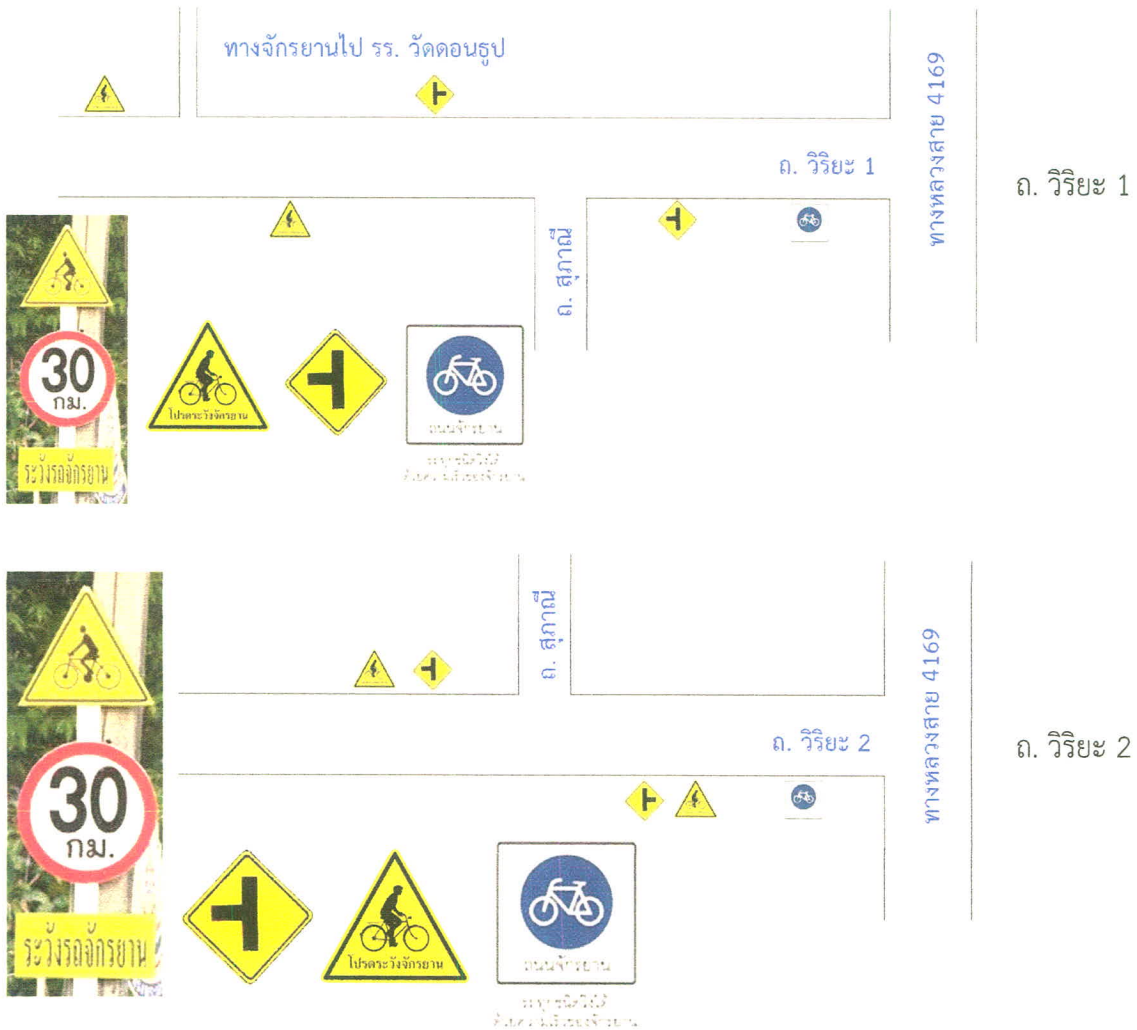 ทางจักรยานไป รร. วัดดอนธูป
ถ. วิริยะ 1
ทางหลวงสาย 4169
ถ. วิริยะ 1
ถ. สุภาณี
30
กม.
ระวังรถจักรยาน
โปรดระวังจักรยาน
ถนนจักรยาน
ถ. สุภาณี
ถ. วิริยะ 2
ทางหลวงสาย 4169
ถ. วิริยะ 2
30
กม.
ระวังรถจักรยาน
โปรดระวังจักรยาน
ถนนจักรยาน